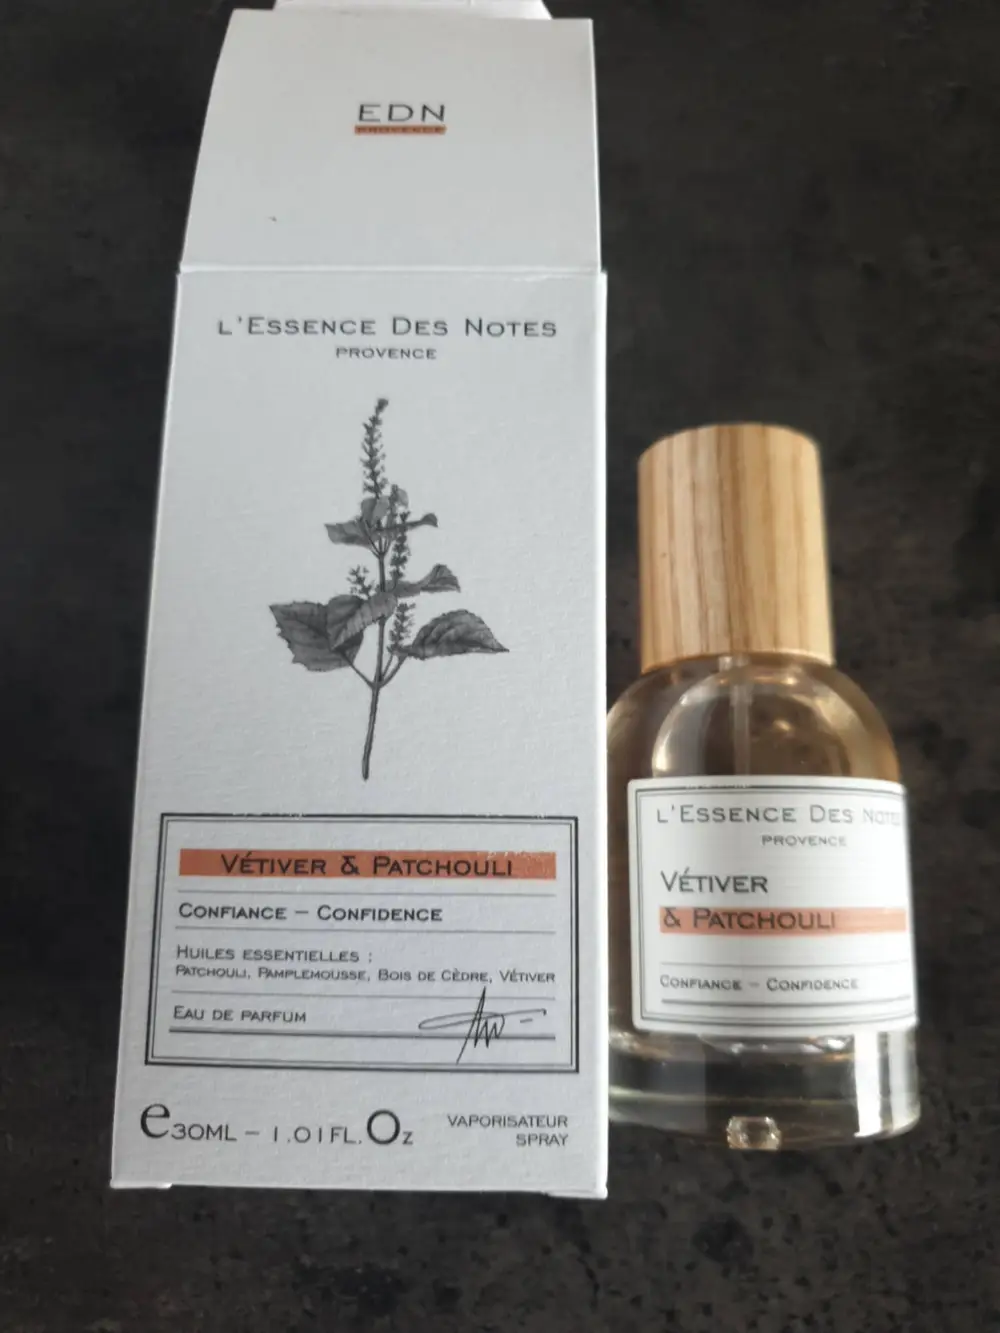 EDN
PROVENCE
L'ESSENCE DES NOTES
PROVENCE
VÉTIVER & PATCHOULI
CONFIANCE – CONFIDENCE
HUILES ESSENTIELLES :
PATCHOULI, PAMPLEMOUSSE, BOIS DE CÈDRE, VÉTIVER
EAU DE PARFUM
e30ML – 1.01FL.OZ
VAPORISATEUR
SPRAY
L'ESSENCE DES NOTES
PROVENCE
VÉTIVER
& PATCHOULI
CONFIANCE – CONFIDENCE